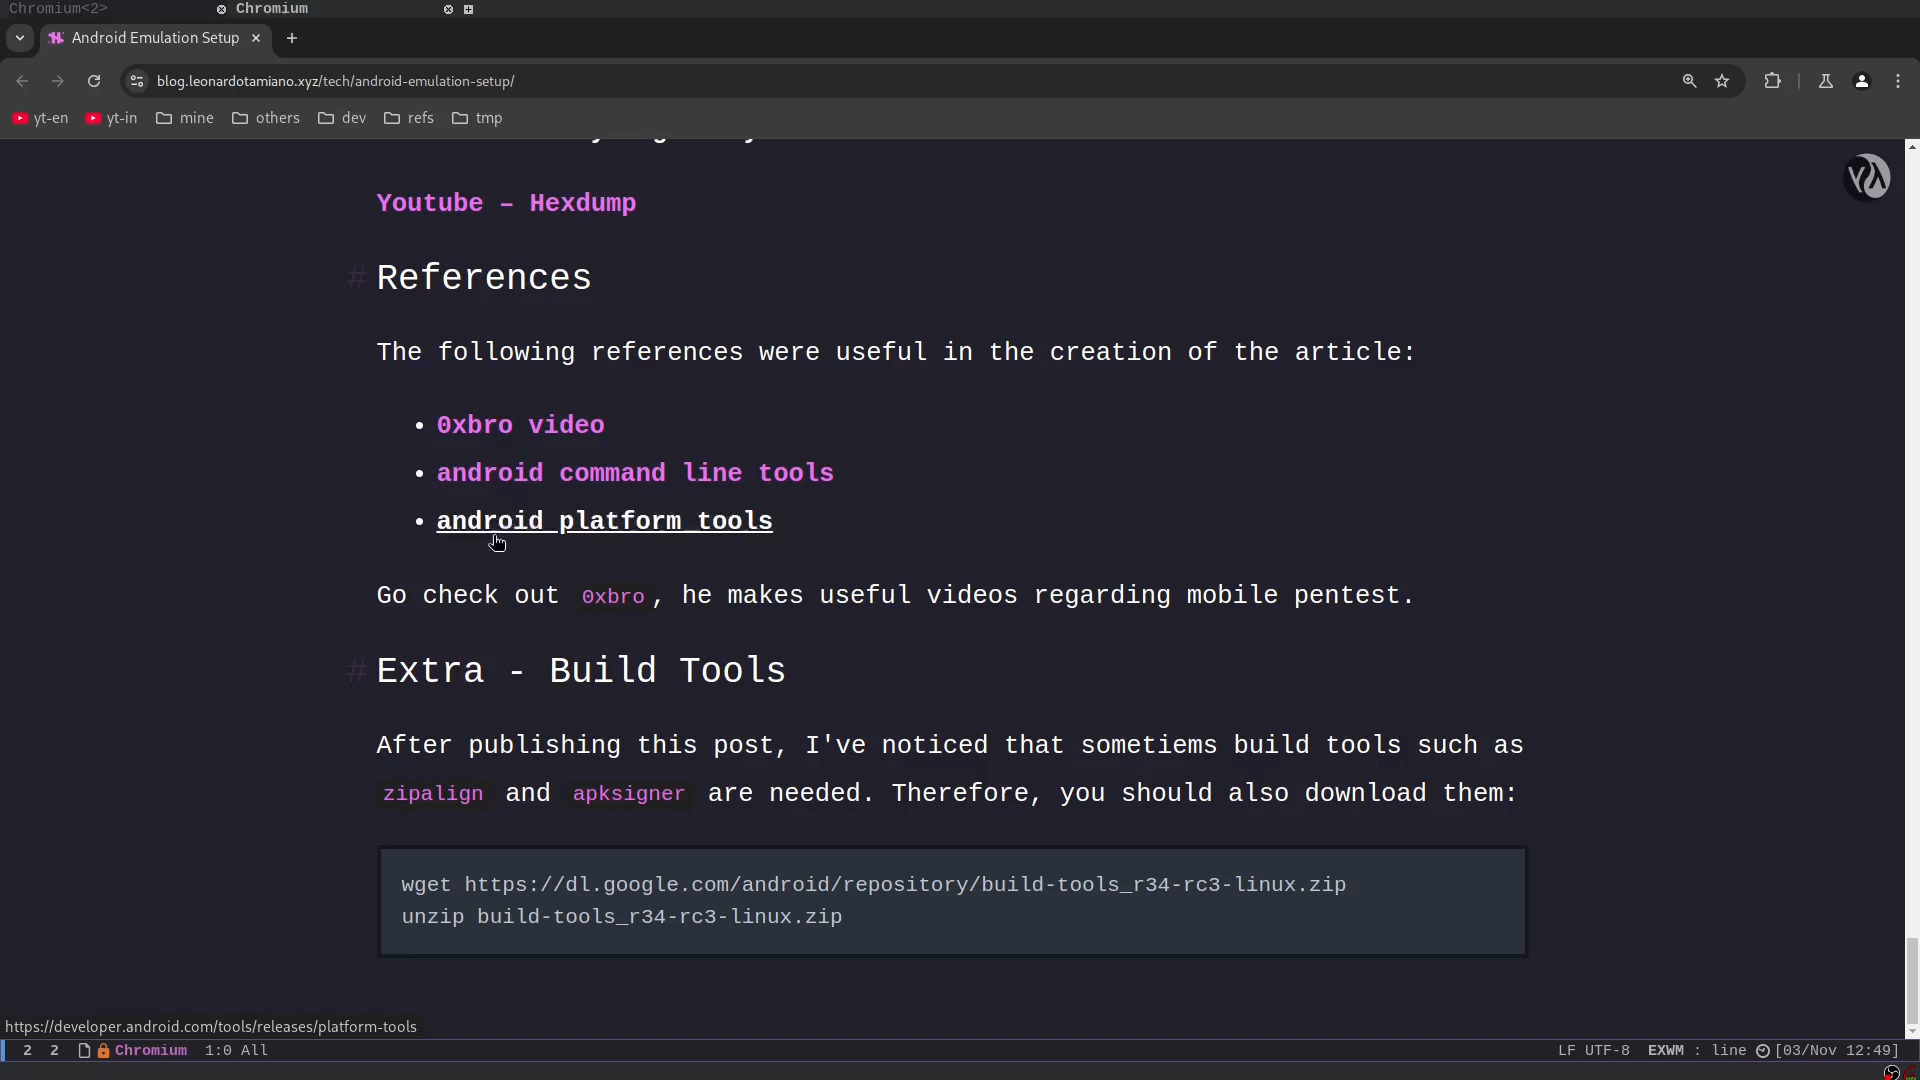 Chromium<2>
Chromium
Android Emulation Setup
blog.leonardotamiano.xyz/tech/android-emulation-setup/
yt-en
yt-in
mine
others
dev
refs
tmp
Youtube – Hexdump
# References
The following references were useful in the creation of the article:
• 0xbro video
• android command line tools
• android platform tools
Go check out 0xbro, he makes useful videos regarding mobile pentest.
# Extra - Build Tools
After publishing this post, I've noticed that sometiems build tools such as
zipalign and apksigner are needed. Therefore, you should also download them:
wget https://dl.google.com/android/repository/build-tools_r34-rc3-linux.zip
unzip build-tools_r34-rc3-linux.zip
https://developer.android.com/tools/releases/platform-tools
2 2 Chromium 1:0 All
LF UTF-8 EXWM : line [03/Nov 12:49]